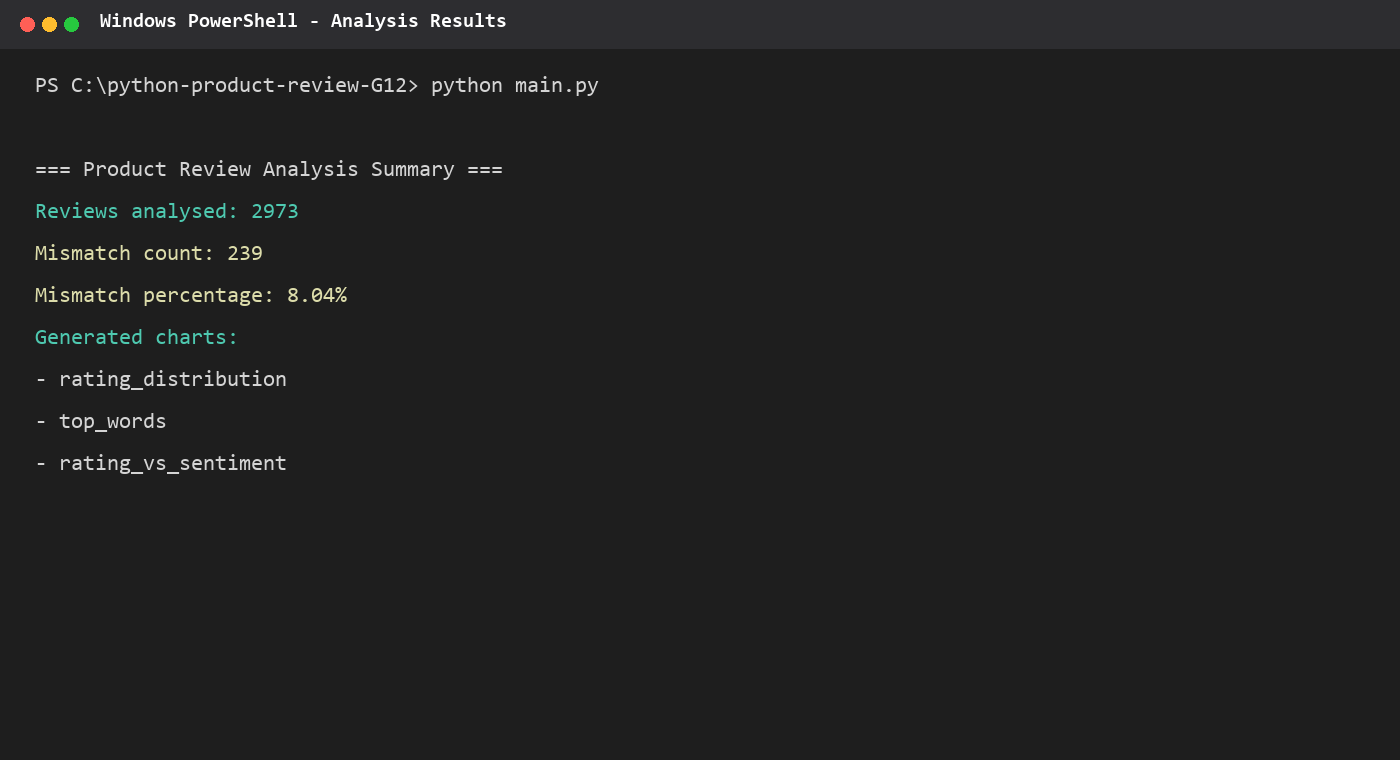 Windows PowerShell - Analysis Results
PS C:\python-product-review-G12> python main.py
=== Product Review Analysis Summary ===
Reviews analysed: 2973
Mismatch count: 239
Mismatch percentage: 8.04%
Generated charts:
- rating_distribution
- top_words
- rating_vs_sentiment